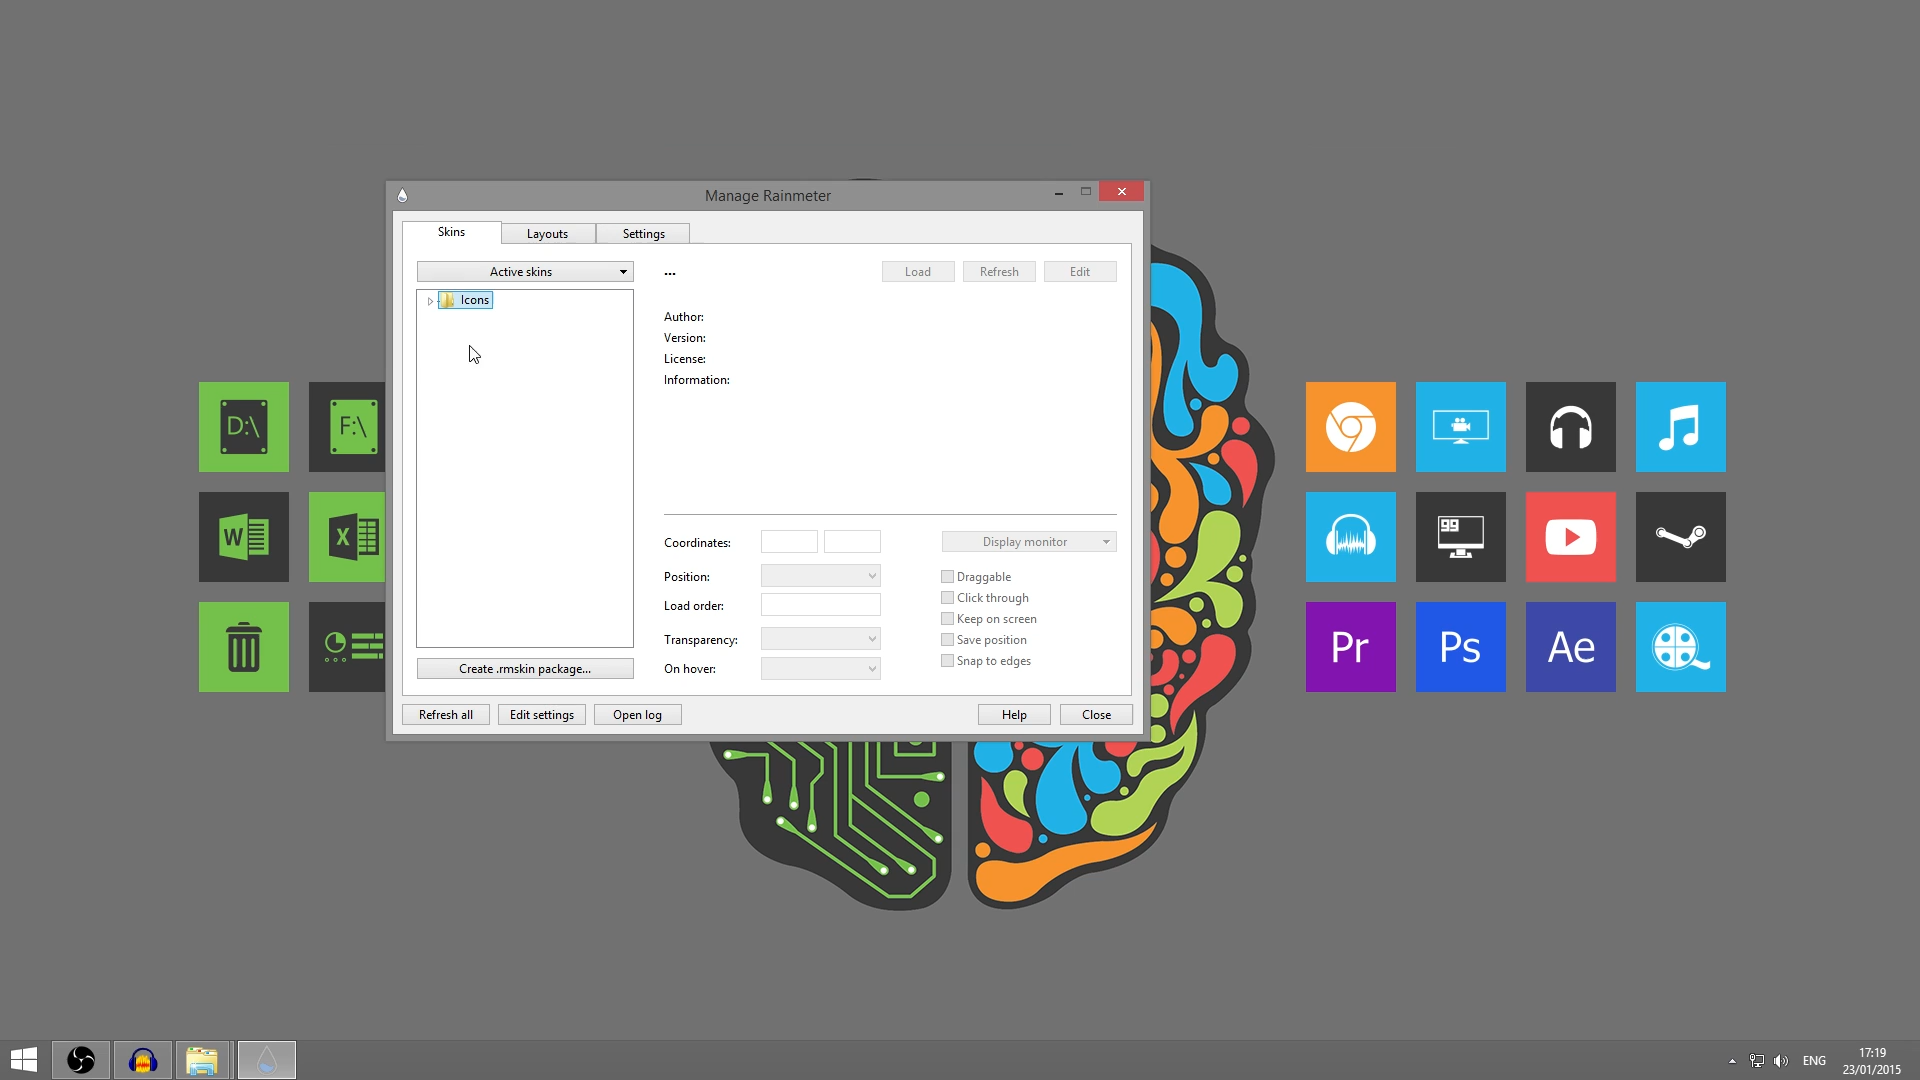 Manage Rainmeter
Skins
Layouts
Settings
Active skins
...
Load
Refresh
Edit
Icons
Author:
Version:
License:
Information:
Coordinates:
Display monitor
Position:
Draggable
Load order:
Click through
Keep on screen
Transparency:
Save position
On hover:
Snap to edges
Create .rmskin package...
Refresh all
Edit settings
Open log
Help
Close
D:\
F:\
W
X
99
Pr
Ps
Ae
ENG
17:19
23/01/2015